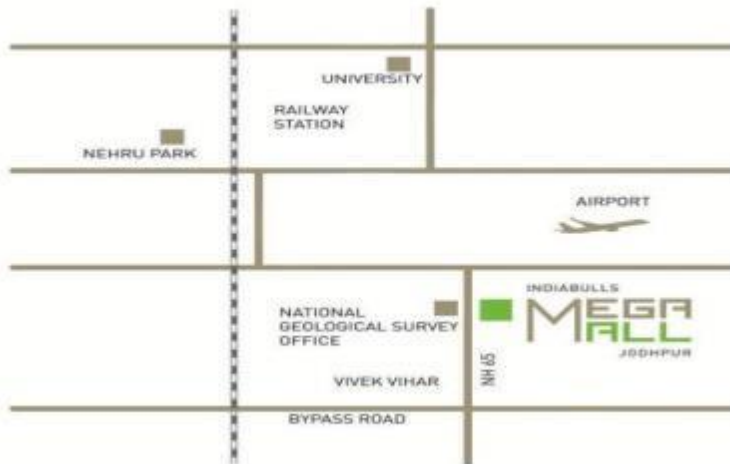 UNIVERSITY
RAILWAY
STATION
NEHRU PARK
AIRPORT
INDIABULLS
MEGA
MALL
JODHPUR
NATIONAL
GEOLOGICAL SURVEY
OFFICE
NH 65
VIVEK VIHAR
BYPASS ROAD